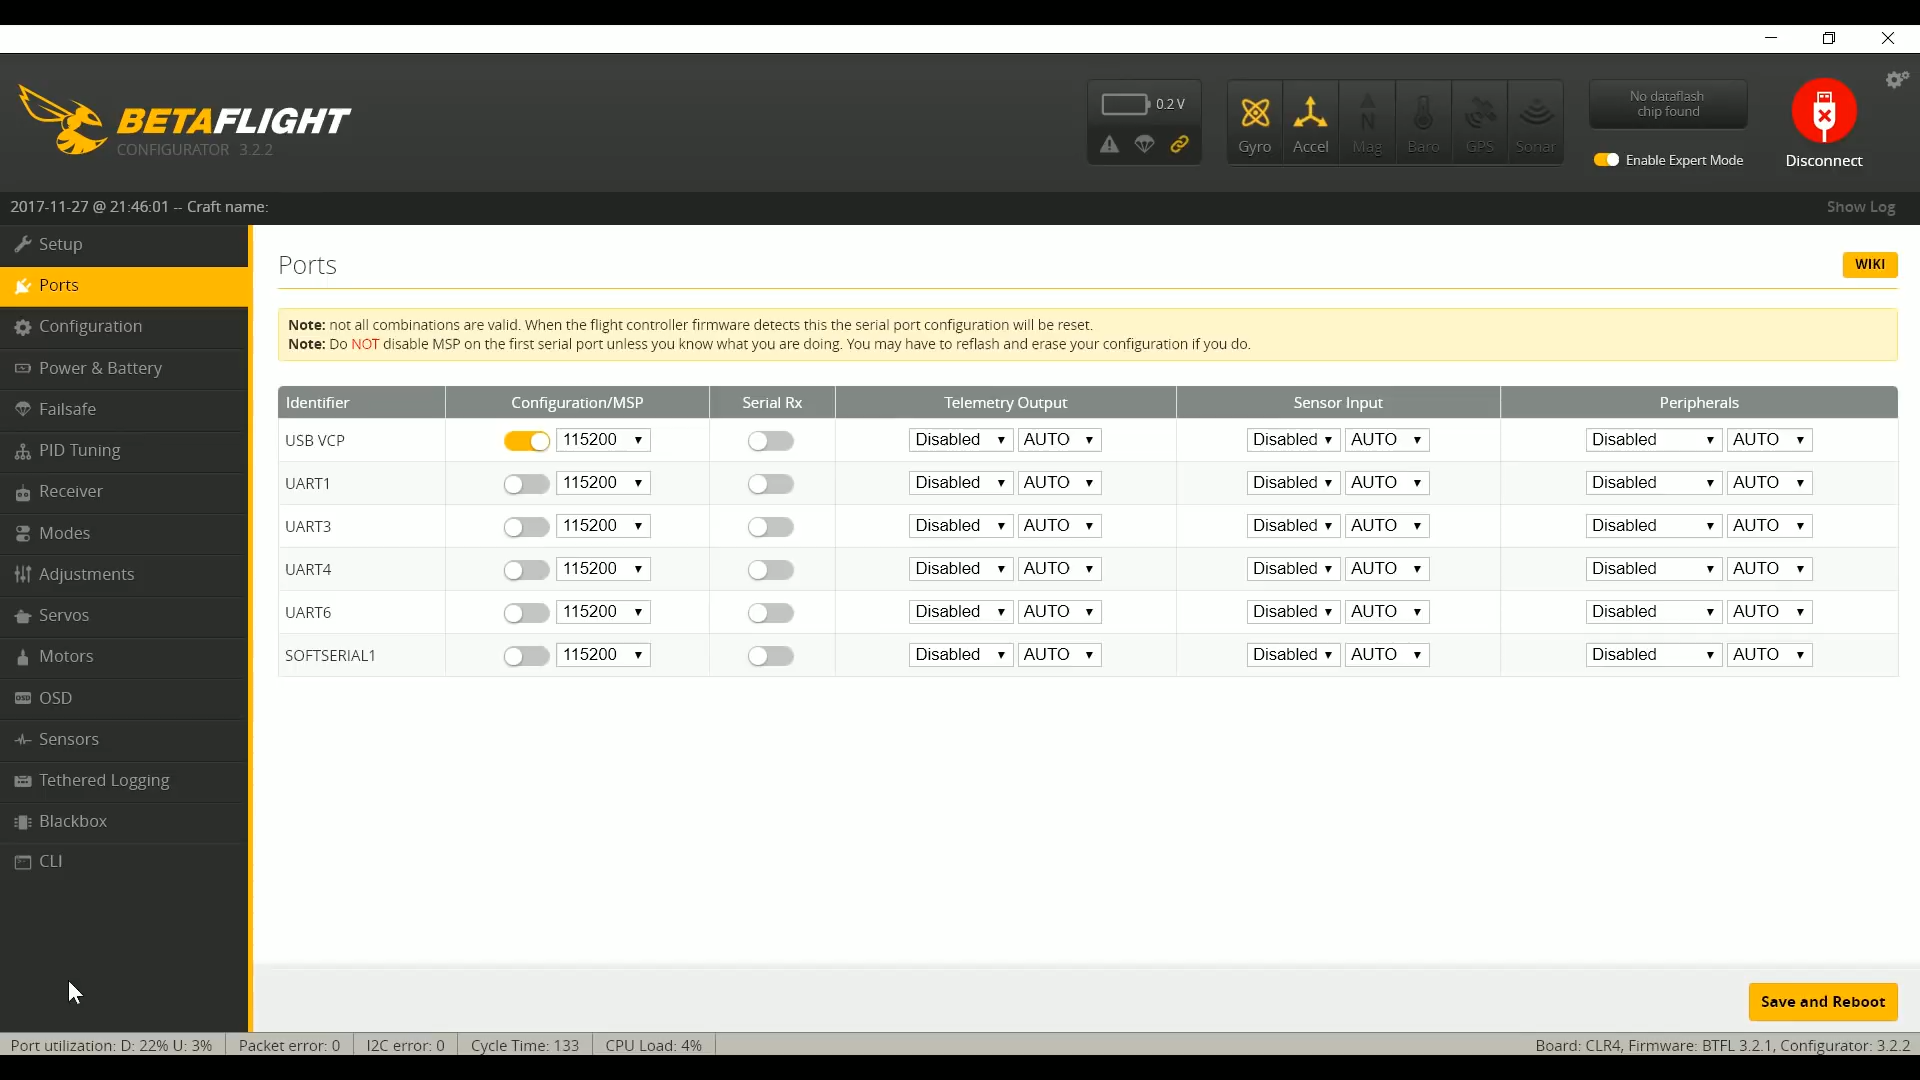 BETAFLIGHT
CONFIGURATOR 3.2.2
0.2 V
Gyro Accel Mag Baro GPS Sonar
No dataflash
chip found
Enable Expert Mode
Disconnect
2017-11-27 @ 21:46:01 -- Craft name:
Show Log
Setup
Ports
Configuration
Power & Battery
Failsafe
PID Tuning
Receiver
Modes
Adjustments
Servos
Motors
OSD
Sensors
Tethered Logging
Blackbox
CLI
Ports
WIKI
Note: not all combinations are valid. When the flight controller firmware detects this the serial port configuration will be reset.
Note: Do NOT disable MSP on the first serial port unless you know what you are doing. You may have to reflash and erase your configuration if you do.
Identifier Configuration/MSP Serial Rx Telemetry Output Sensor Input Peripherals
USB VCP 115200 Disabled AUTO Disabled AUTO Disabled AUTO
UART1 115200 Disabled AUTO Disabled AUTO Disabled AUTO
UART3 115200 Disabled AUTO Disabled AUTO Disabled AUTO
UART4 115200 Disabled AUTO Disabled AUTO Disabled AUTO
UART6 115200 Disabled AUTO Disabled AUTO Disabled AUTO
SOFTSERIAL1 115200 Disabled AUTO Disabled AUTO Disabled AUTO
Save and Reboot
Port utilization: D: 22% U: 3% Packet error: 0 I2C error: 0 Cycle Time: 133 CPU Load: 4% Board: CLR4, Firmware: BTFL 3.2.1, Configurator: 3.2.2